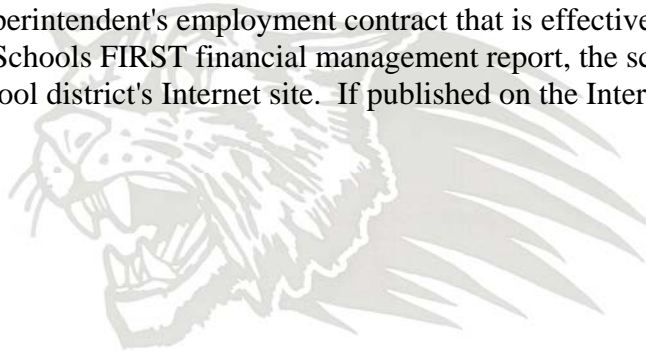 perintendent's employment contract that is effective
Schools FIRST financial management report, the sc
ool district's Internet site. If published on the Inter